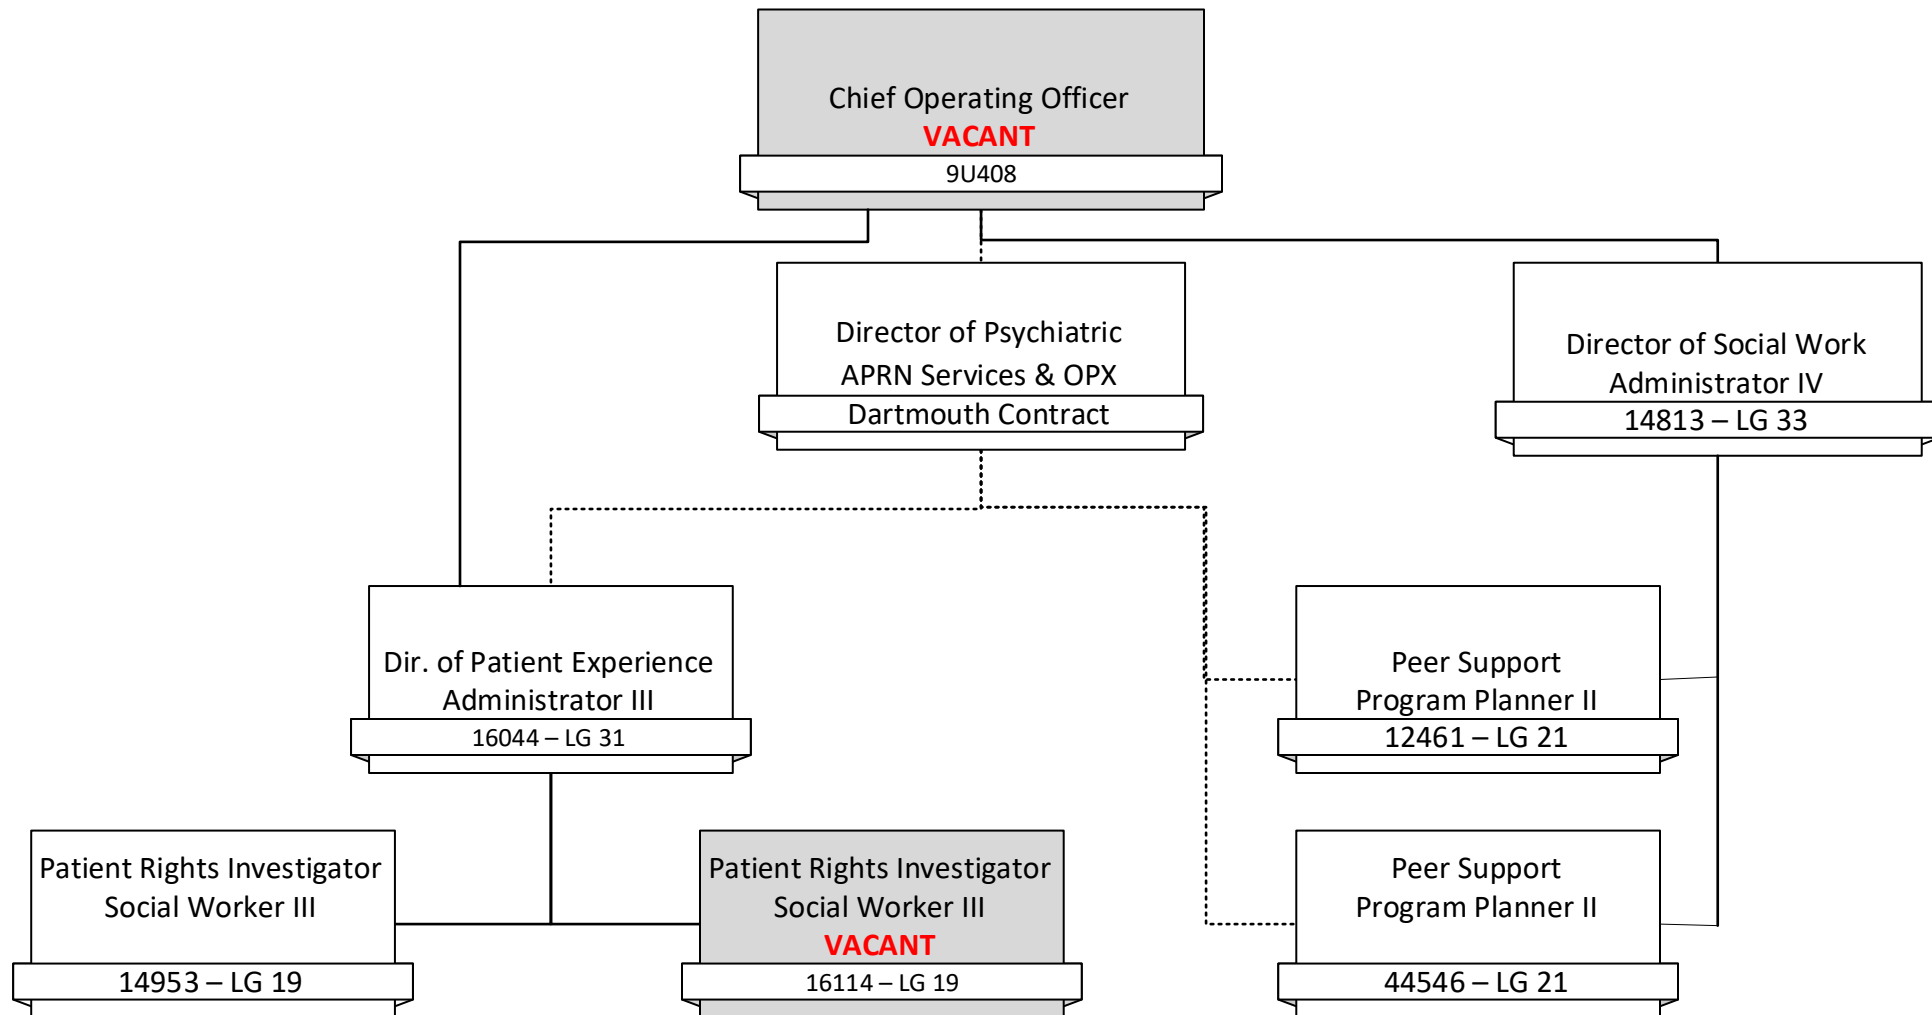 Chief Operating Officer
VACANT
9U408
Director of Psychiatric
APRN Services & OPX
Dartmouth Contract
Director of Social Work
Administrator IV
14813 – LG 33
Dir. of Patient Experience
Administrator III
16044 – LG 31
Peer Support
Program Planner II
12461 – LG 21
Patient Rights Investigator
Social Worker III
14953 – LG 19
Patient Rights Investigator
Social Worker III
VACANT
16114 – LG 19
Peer Support
Program Planner II
44546 – LG 21